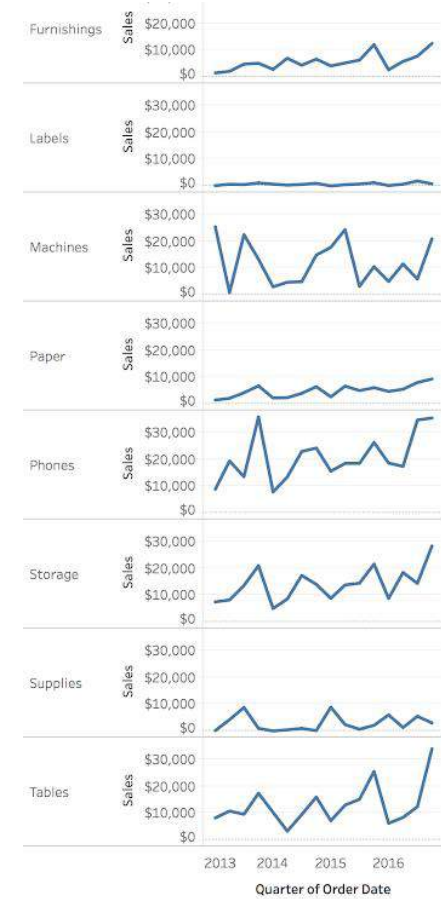 Furnishings
Sales
$20,000
$10,000
$0
Labels
Sales
$30,000
$20,000
$10,000
$0
Machines
Sales
$30,000
$20,000
$10,000
$0
Paper
Sales
$30,000
$20,000
$10,000
$0
Phones
Sales
$30,000
$20,000
$10,000
$0
Storage
Sales
$30,000
$20,000
$10,000
$0
Supplies
Sales
$30,000
$20,000
$10,000
$0
Tables
Sales
$30,000
$20,000
$10,000
$0
2013 2014 2015 2016
Quarter of Order Date